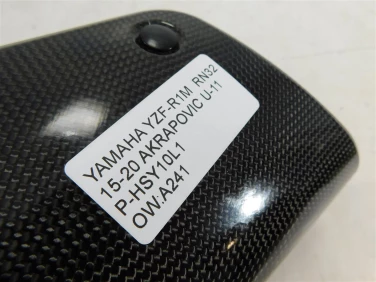 YAMAHA YZF-R1M RN32
15-20 AKRAPOVIC U-11
P-HSY10L1
OW.A241